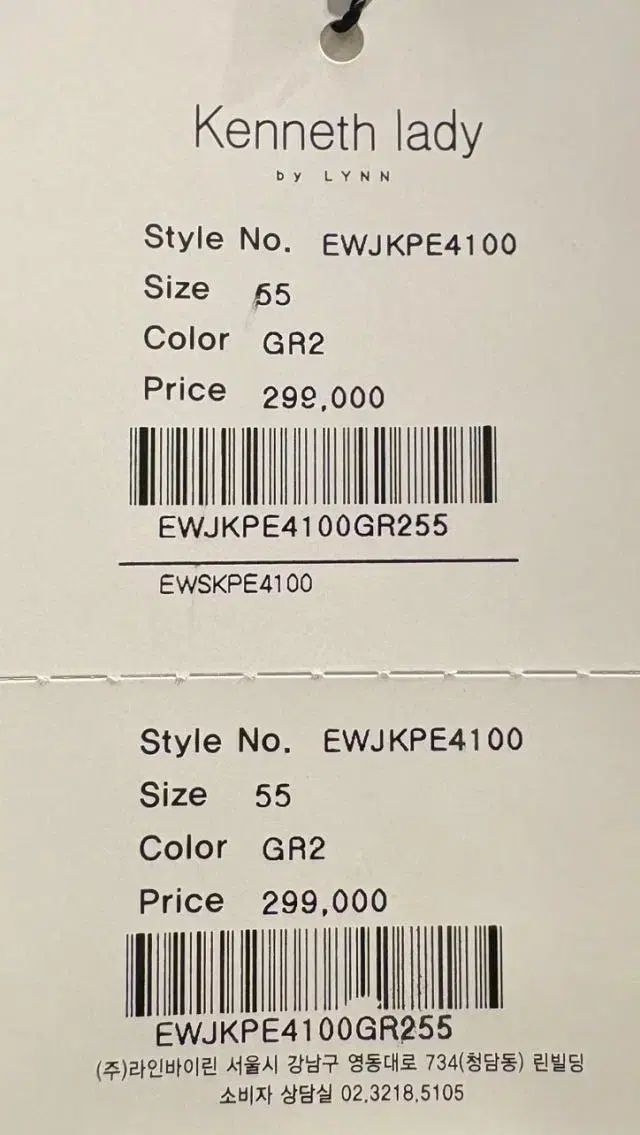 Kenneth lady
by LYNN
Style No. EWJKPE4100
Size 55
Color GR2
Price 299,000
EWJKPE4100GR255
EWSKPE4100
Style No. EWJKPE4100
Size 55
Color GR2
Price 299,000
EWJKPE4100GR255
(주)라인바이린 서울시 강남구 영동대로 734(청담동) 린빌딩
소비자 상담실 02.3218.5105